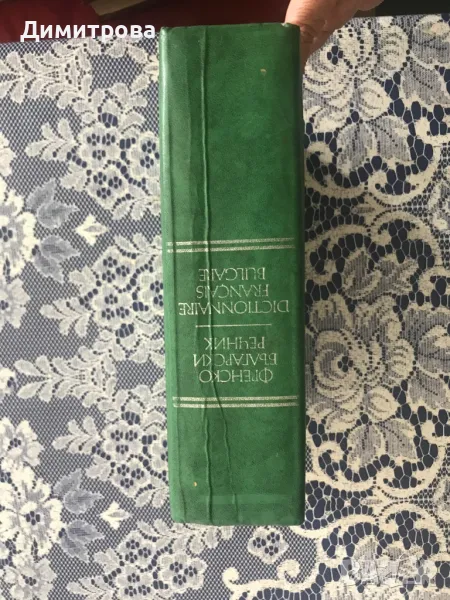 Димитрова
ФРЕНСКО
БЪЛГАРСКИ
РЕЧНИК
DICTIONNAIRE
FRANÇAIS
BULGARE